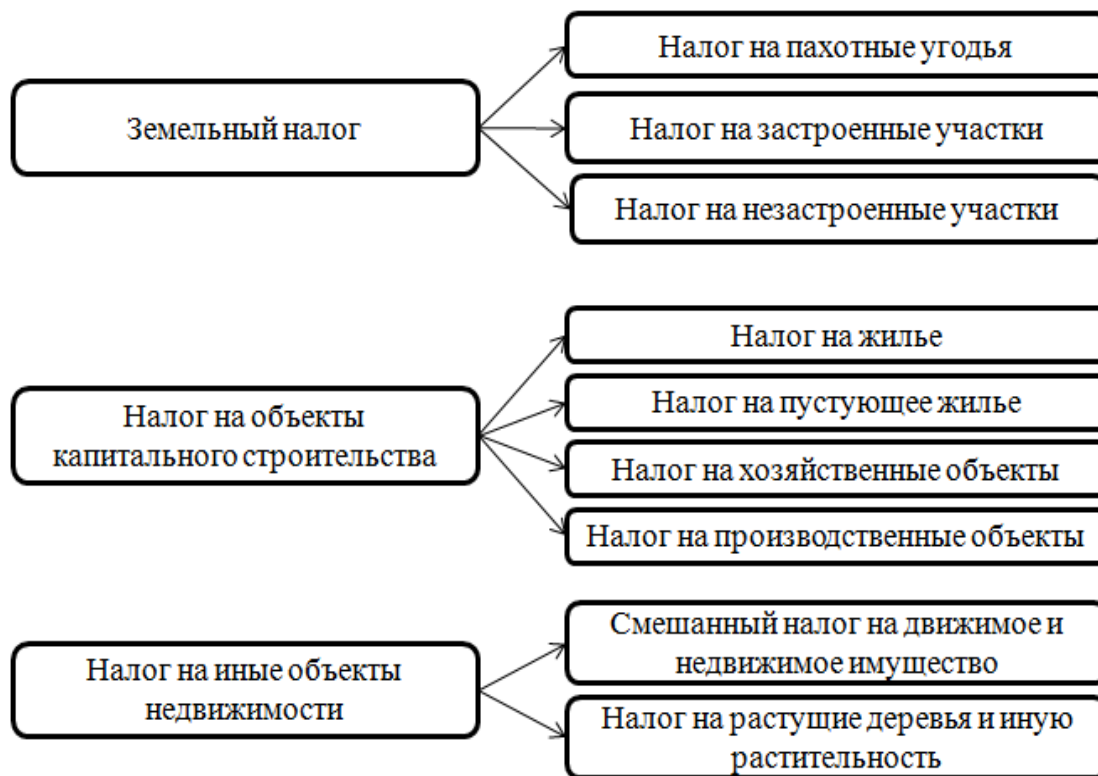 Земельный налог
Налог на пахотные угодья
Налог на застроенные участки
Налог на незастроенные участки
Налог на объекты
капитального строительства
Налог на жилье
Налог на пустующее жилье
Налог на хозяйственные объекты
Налог на производственные объекты
Налог на иные объекты
недвижимости
Смешанный налог на движимое и
недвижимое имущество
Налог на растущие деревья и иную
растительность